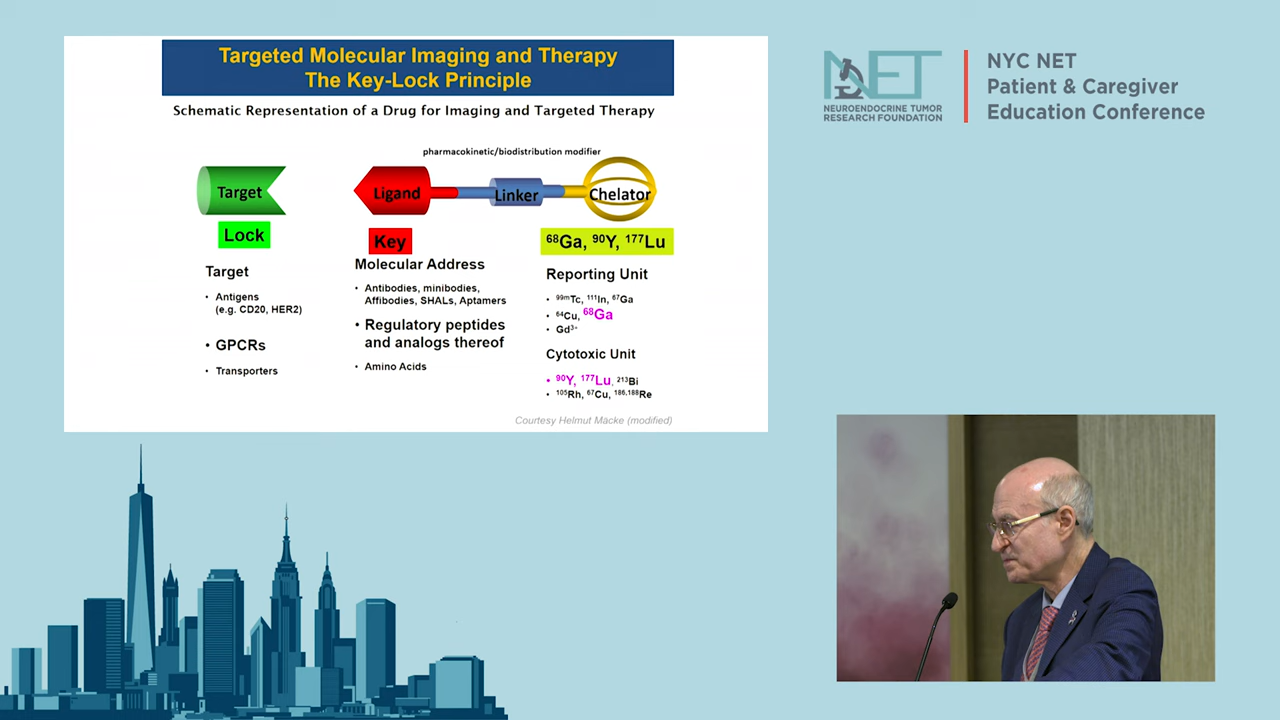 Targeted Molecular Imaging and Therapy
The Key-Lock Principle
Schematic Representation of a Drug for Imaging and Targeted Therapy
pharmacokinetic/biodistribution modifier
Target
Ligand
Linker
Chelator
Lock
Key
⁶⁸Ga, ⁹⁰Y, ¹⁷⁷Lu
Target
• Antigens
(e.g. CD20, HER2)
• GPCRs
• Transporters
Molecular Address
• Antibodies, minibodies,
Affibodies, SHALs, Aptamers
• Regulatory peptides
and analogs thereof
• Amino Acids
Reporting Unit
• ⁹⁹ᵐTc, ¹¹¹In, ⁶⁷Ga
• ⁶⁴Cu, ⁶⁸Ga
• Gd³⁺
Cytotoxic Unit
• ⁹⁰Y, ¹⁷⁷Lu, ²¹³Bi
• ¹⁰⁵Rh, ⁶⁷Cu, ¹⁸⁶,¹⁸⁸Re
Courtesy Helmut Mäcke (modified)
NET
NEUROENDOCRINE TUMOR
RESEARCH FOUNDATION
NYC NET
Patient & Caregiver
Education Conference